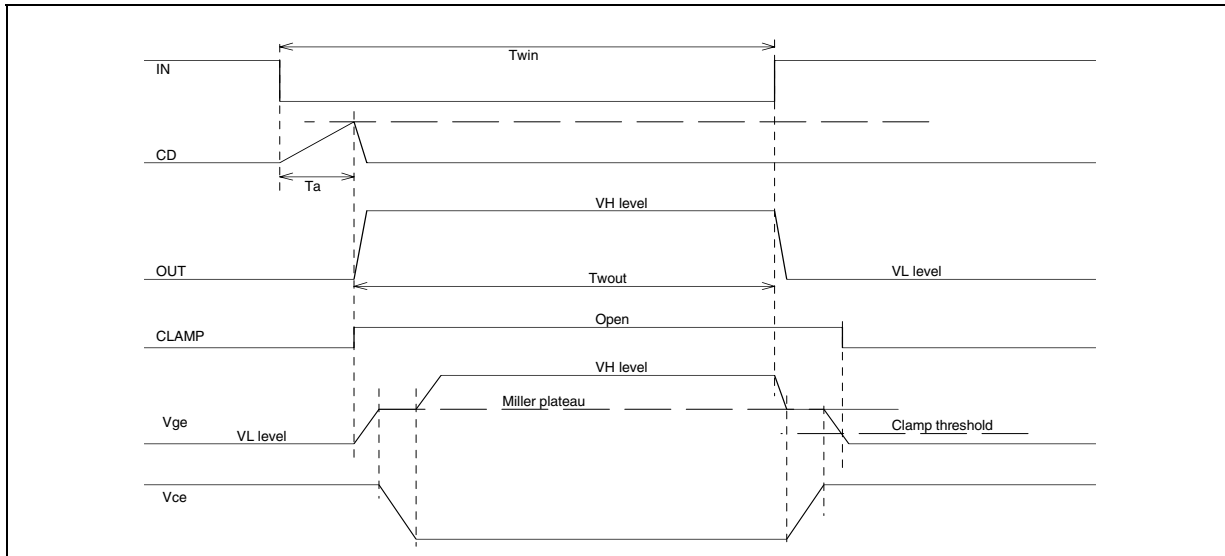 Twin
IN
CD
Ta
VH level
OUT
VL level
Twout
Open
CLAMP
VH level
Miller plateau
Vge
VL level
Clamp threshold
Vce